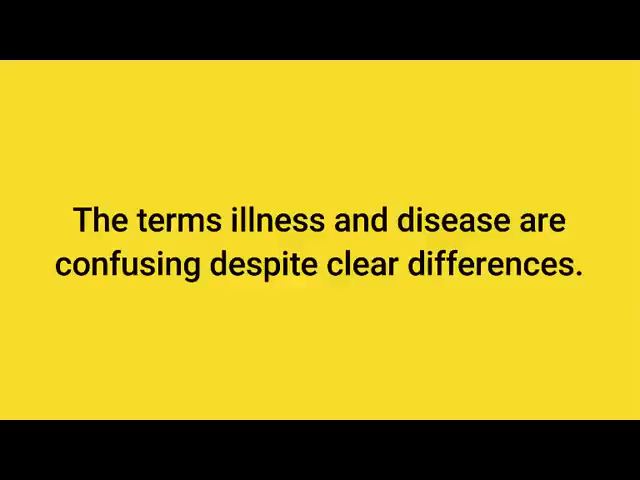 The terms illness and disease are
confusing despite clear differences.